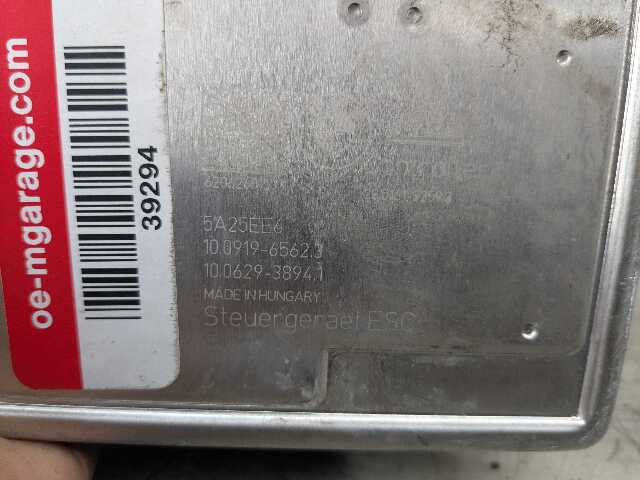 oe-mgarage.com
39294
5A25EE6
10.0919-6562.3
10.0629-3894.1
MADE IN HUNGARY
Steuergeraet ESC